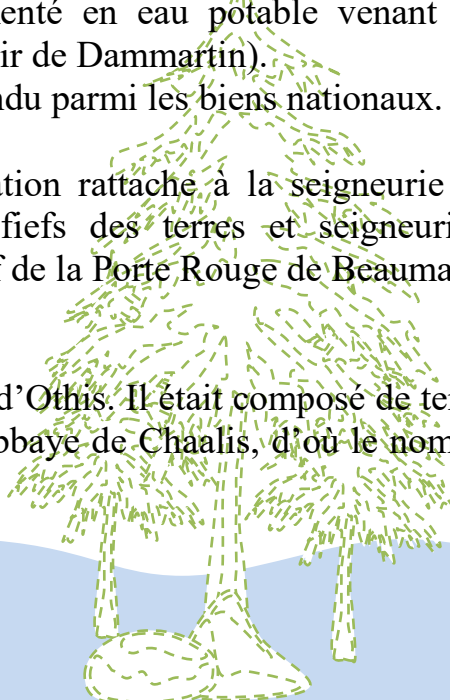 enté en eau potable venant
ir de Dammartin).
ndu parmi les biens nationaux.
ation rattache à la seigneurie
fiefs des terres et seigneuri
f de la Porte Rouge de Beauma
d’Othis. Il était composé de te
bbaye de Chaalis, d’où le nom